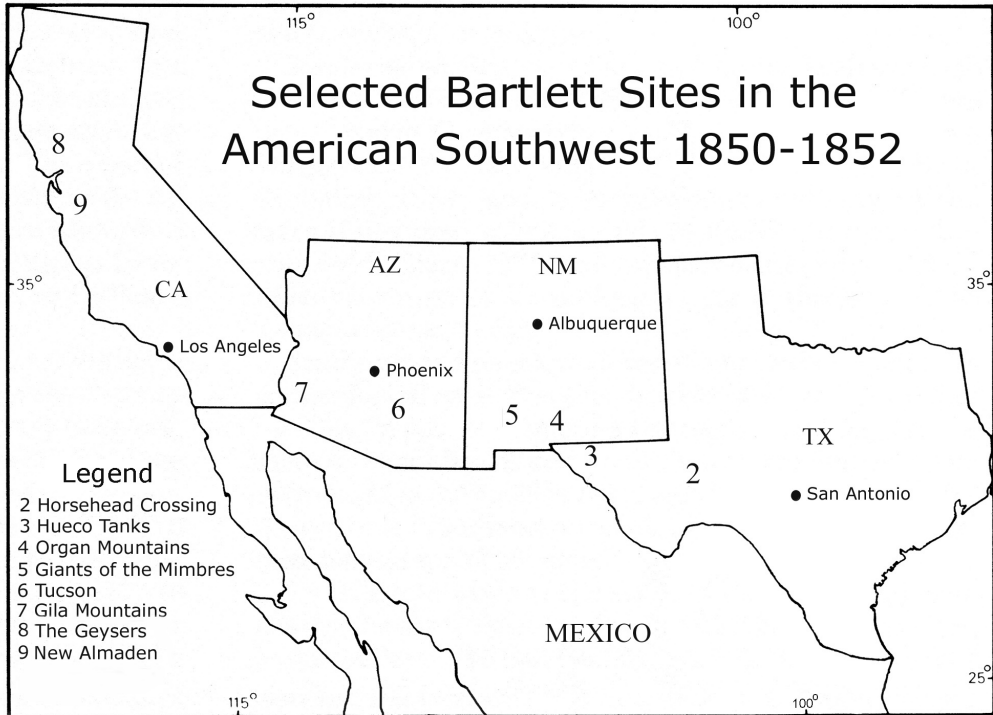 115°
100°
Selected Bartlett Sites in the
American Southwest 1850-1852
8
9
35°
35°
CA
AZ
NM
Albuquerque
Los Angeles
Phoenix
7
6
5
4
3
2
TX
San Antonio
Legend
2 Horsehead Crossing
3 Hueco Tanks
4 Organ Mountains
5 Giants of the Mimbres
6 Tucson
7 Gila Mountains
8 The Geysers
9 New Almaden
MEXICO
25°
115°
100°